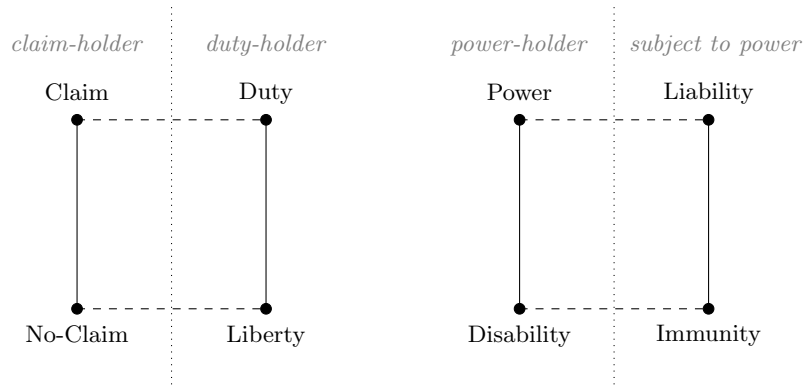 claim-holder duty-holder power-holder subject to power
Claim Duty Power Liability
No-Claim Liberty Disability Immunity